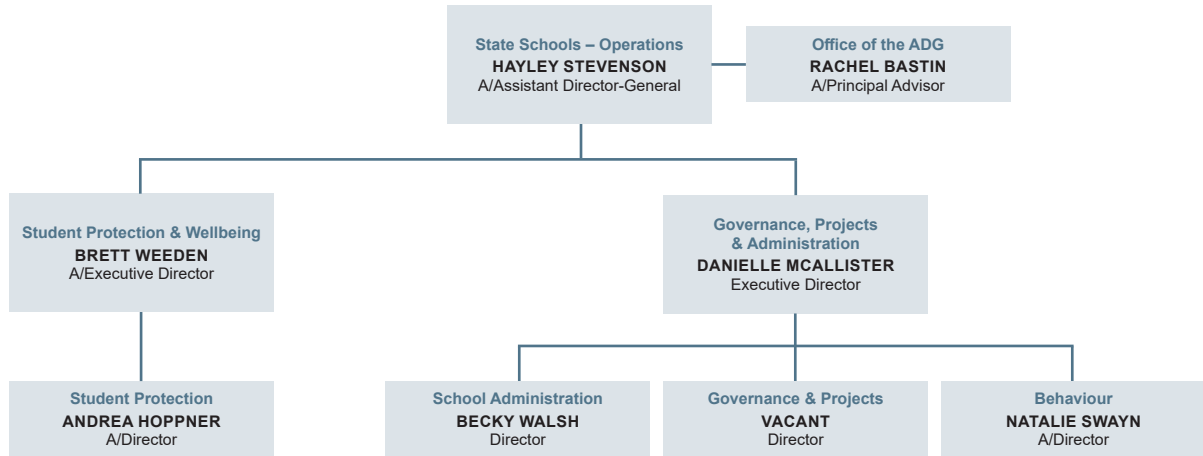 State Schools – Operations
HAYLEY STEVENSON
A/Assistant Director-General
Office of the ADG
RACHEL BASTIN
A/Principal Advisor
Student Protection & Wellbeing
BRETT WEEDEN
A/Executive Director
Governance, Projects
& Administration
DANIELLE MCALLISTER
Executive Director
Student Protection
ANDREA HOPPNER
A/Director
School Administration
BECKY WALSH
Director
Governance & Projects
VACANT
Director
Behaviour
NATALIE SWAYN
A/Director